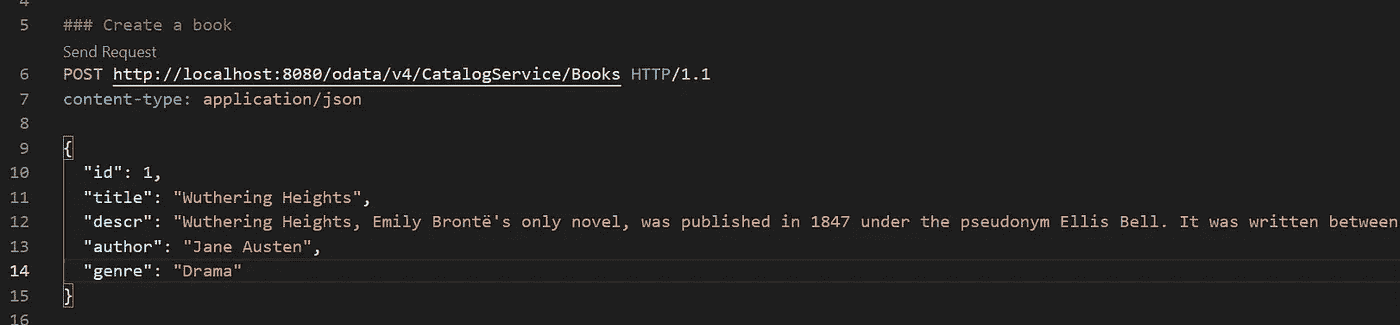 4
5 ### Create a book
Send Request
6 POST http://localhost:8080/odata/v4/CatalogService/Books HTTP/1.1
7 content-type: application/json
8
9 {
10 "id": 1,
11 "title": "Wuthering Heights",
12 "descr": "Wuthering Heights, Emily Brontë's only novel, was published in 1847 under the pseudonym Ellis Bell. It was written between
13 "author": "Jane Austen",
14 "genre": "Drama"
15 }
16